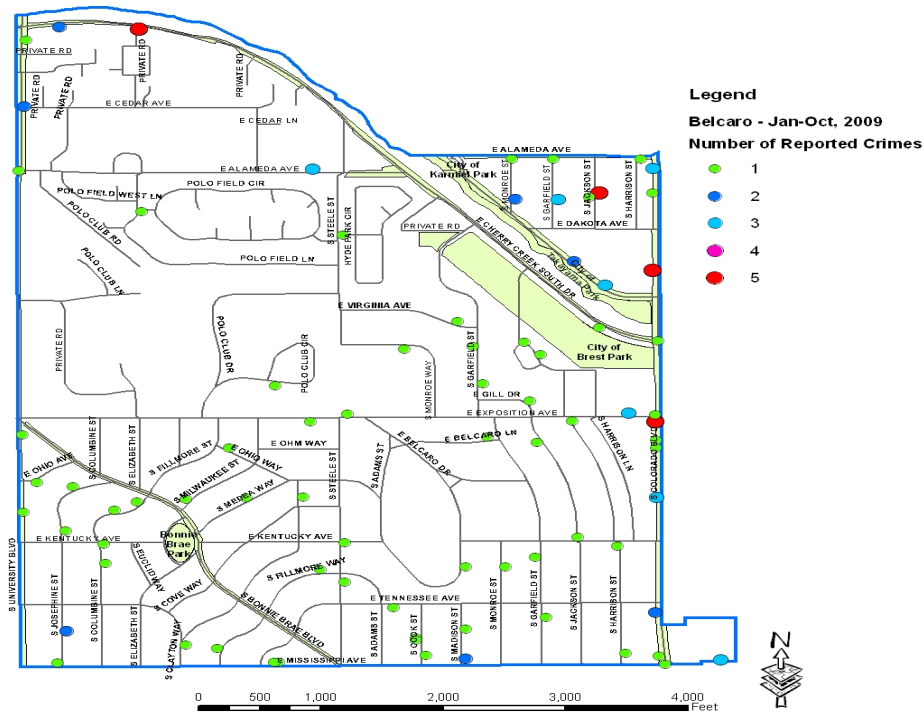 Legend
Belcaro - Jan-Oct, 2009
Number of Reported Crimes
1
2
3
4
5
PRIVATE RD
PRIVATE RD
PRIVATE RD
PRIVATE RD
PRIVATE RD
E CEDAR AVE
E CEDAR LN
E ALAMEDA AVE
E ALAMEDA AVE
City of
Karmiel Park
S MONROE ST
S GARFIELD ST
S JACKSON ST
S HARRISON ST
E DAKOTA AVE
POLO FIELD CIR
POLO FIELD WEST LN
POLO CLUB RD
S STEELE ST
HYDE PARK CIR
PRIVATE RD
E CHERRY CREEK SOUTH DR
City of
Takayama Park
POLO FIELD LN
POLO CLUB LN
E VIRGINIA AVE
PRIVATE RD
POLO CLUB DR
POLO CLUB CIR
S MONROE WAY
S GARFIELD ST
City of
Brest Park
E GILL DR
E EXPOSITION AVE
S COLUMBINE ST
S ELIZABETH ST
S FILLMORE ST
E OHM WAY
E OHIO WAY
E OHIO AVE
S MILWAUKEE ST
S MEDEA WAY
S STEELE ST
S ADAMS ST
E BELCARO DR
E BELCARO LN
S HARRISON LN
S COLORADO BLVD
E KENTUCKY AVE
Bonnie
Brae
Park
E KENTUCKY AVE
S UNIVERSITY BLVD
S JOSEPHINE ST
S COLUMBINE ST
S ELIZABETH ST
S EUCLID WAY
S COVE WAY
S CLAYTON WAY
S FILLMORE WAY
S BONNIE BRAE BLVD
E TENNESSEE AVE
S ADAMS ST
S COOK ST
S MADISON ST
S MONROE ST
S GARFIELD ST
S JACKSON ST
S HARRISON ST
E MISSISSIPPI AVE
N
0 500 1,000 2,000 3,000 4,000
Feet